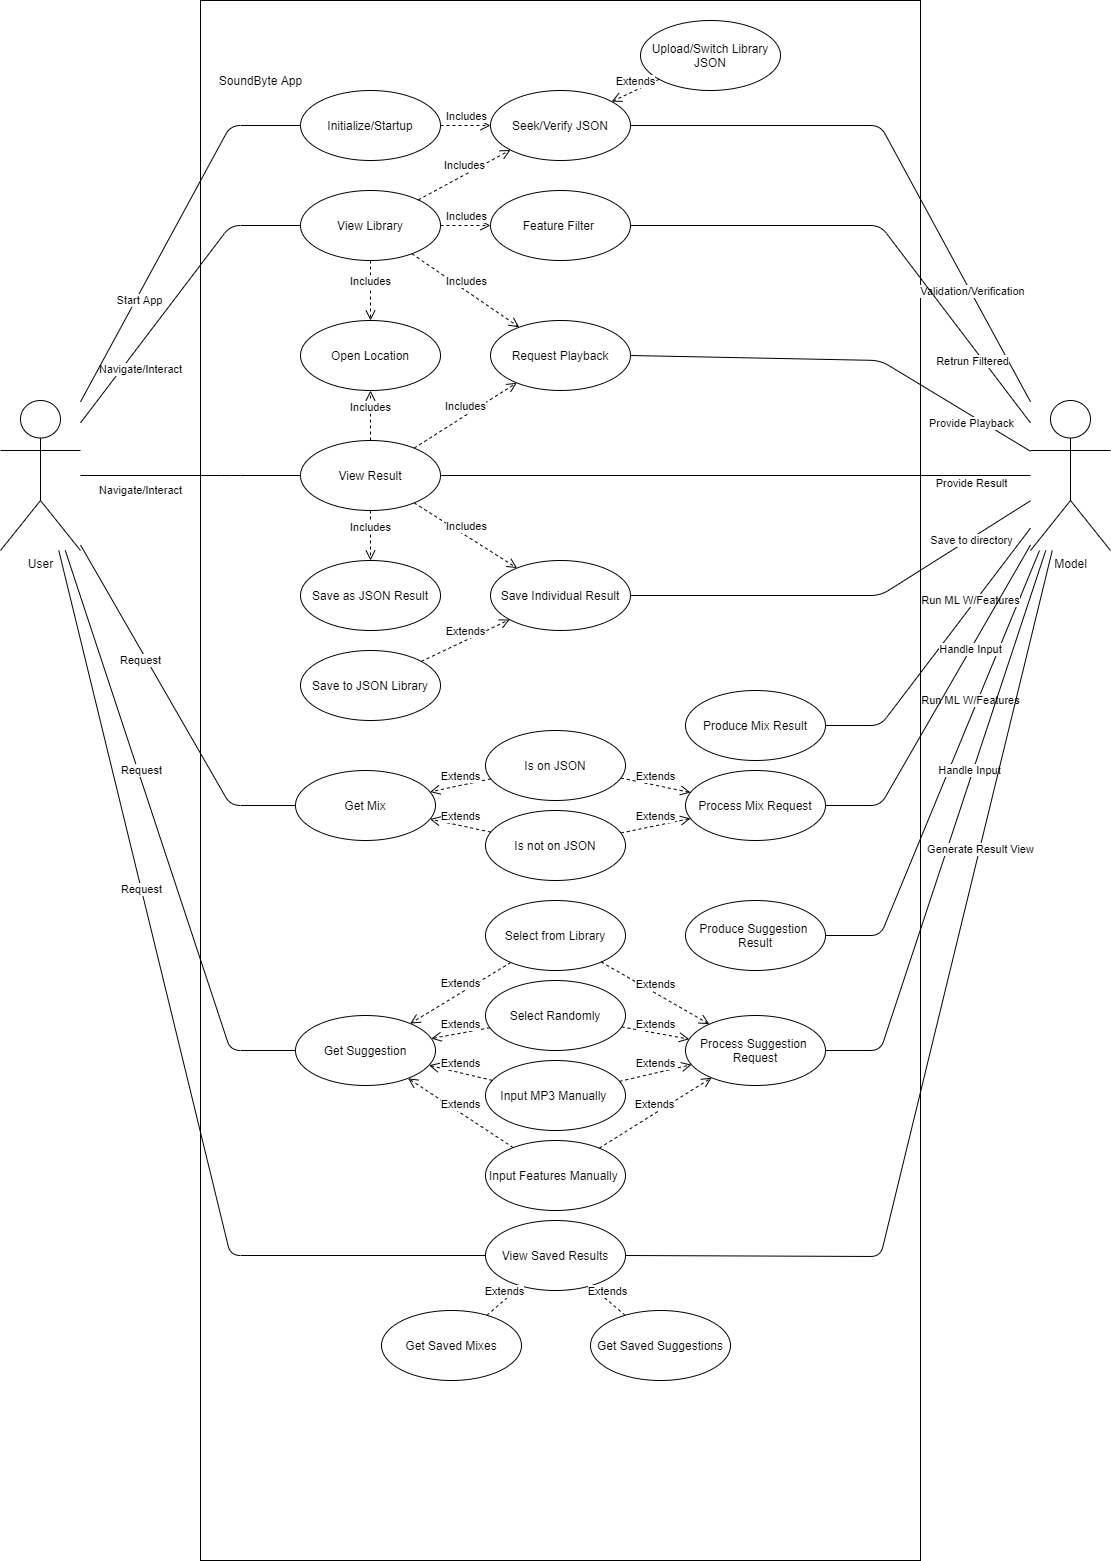 Upload/Switch Library
JSON
SoundByte App
Extends
Initialize/Startup
Includes
Seek/Verify JSON
Includes
View Library
Includes
Feature Filter
Includes
Includes
Validation/Verification
Start App
Open Location
Request Playback
Retrun Filtered
Navigate/Interact
Includes
Includes
Provide Playback
View Result
Provide Result
Navigate/Interact
Includes
Includes
Save to directory
User
Model
Save as JSON Result
Save Individual Result
Run ML W/Features
Extends
Handle Input
Request
Save to JSON Library
Run ML W/Features
Produce Mix Result
Is on JSON
Request
Extends
Extends
Handle Input
Get Mix
Process Mix Request
Extends
Extends
Is not on JSON
Generate Result View
Request
Produce Suggestion
Result
Select from Library
Extends
Extends
Select Randomly
Extends
Extends
Get Suggestion
Process Suggestion
Request
Extends
Extends
Input MP3 Manually
Extends
Extends
Input Features Manually
View Saved Results
Extends
Extends
Get Saved Mixes
Get Saved Suggestions